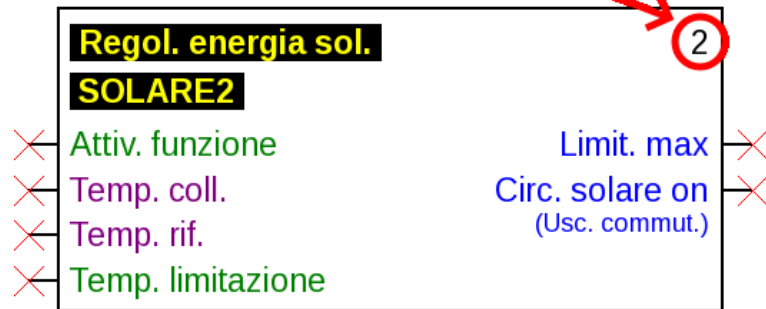 Regol. energia sol.
2
SOLARE2
Attiv. funzione
Limit. max
Temp. coll.
Circ. solare on
(Usc. commut.)
Temp. rif.
Temp. limitazione